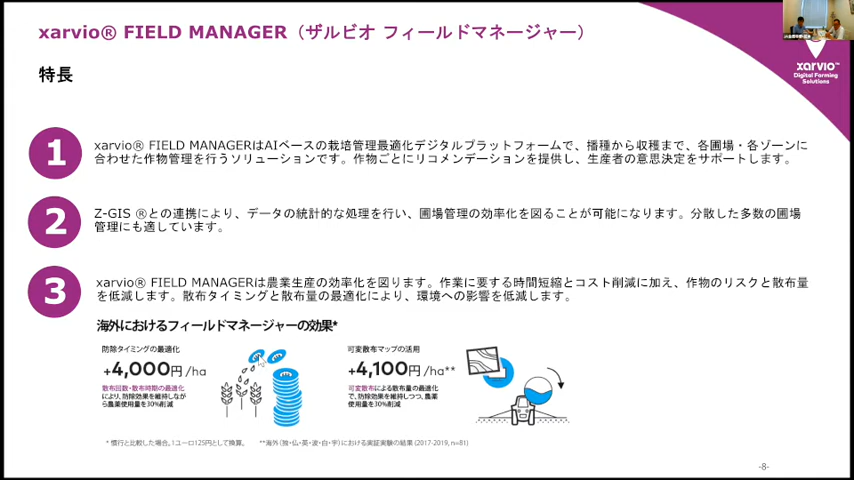 xarvio® FIELD MANAGER（ザルビオ フィールドマネージャー）
xarvio™
Digital Farming
Solutions
特長
1
xarvio® FIELD MANAGERはAIベースの栽培管理最適化デジタルプラットフォームで、播種から収穫まで、各圃場・各ゾーンに
合わせた作物管理を行うソリューションです。作物ごとにリコメンデーションを提供し、生産者の意思決定をサポートします。
2
Z-GIS ®との連携により、データの統計的な処理を行い、圃場管理の効率化を図ることが可能になります。分散した多数の圃場
管理にも適しています。
3
xarvio® FIELD MANAGERは農業生産の効率化を図ります。作業に要する時間短縮とコスト削減に加え、作物のリスクと散布量
を低減します。散布タイミングと散布量の最適化により、環境への影響を低減します。
海外におけるフィールドマネージャーの効果*
防除タイミングの最適化
+4,000円 /ha
散布回数・散布時期の最適化
により、防除効果を維持しなが
ら農薬使用量を30%削減
可変散布マップの活用
+4,100円 /ha**
可変散布による散布量の最適化
で、防除効果を維持しつつ、農薬
使用量を30%削減
* 慣行と比較した場合。1ユーロ125円として換算。 **海外（独・仏・英・波・白・宇）における実証実験の結果 (2017-2019, n=81)
-8-